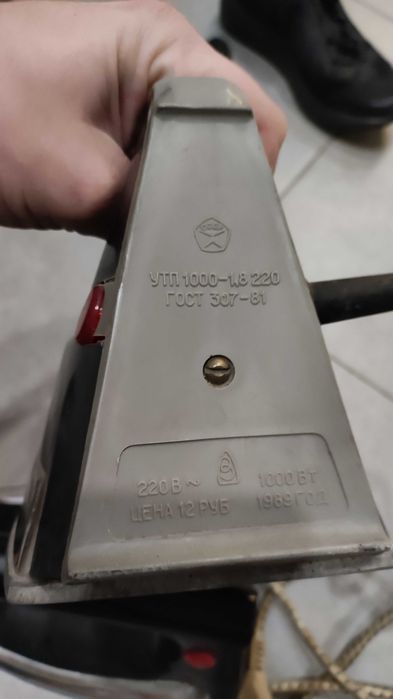 УТП 1000-1,8 220
ГОСТ 307-81
220 В ~ 1000 ВТ
ЦЕНА 12 РУБ 1989 ГОД